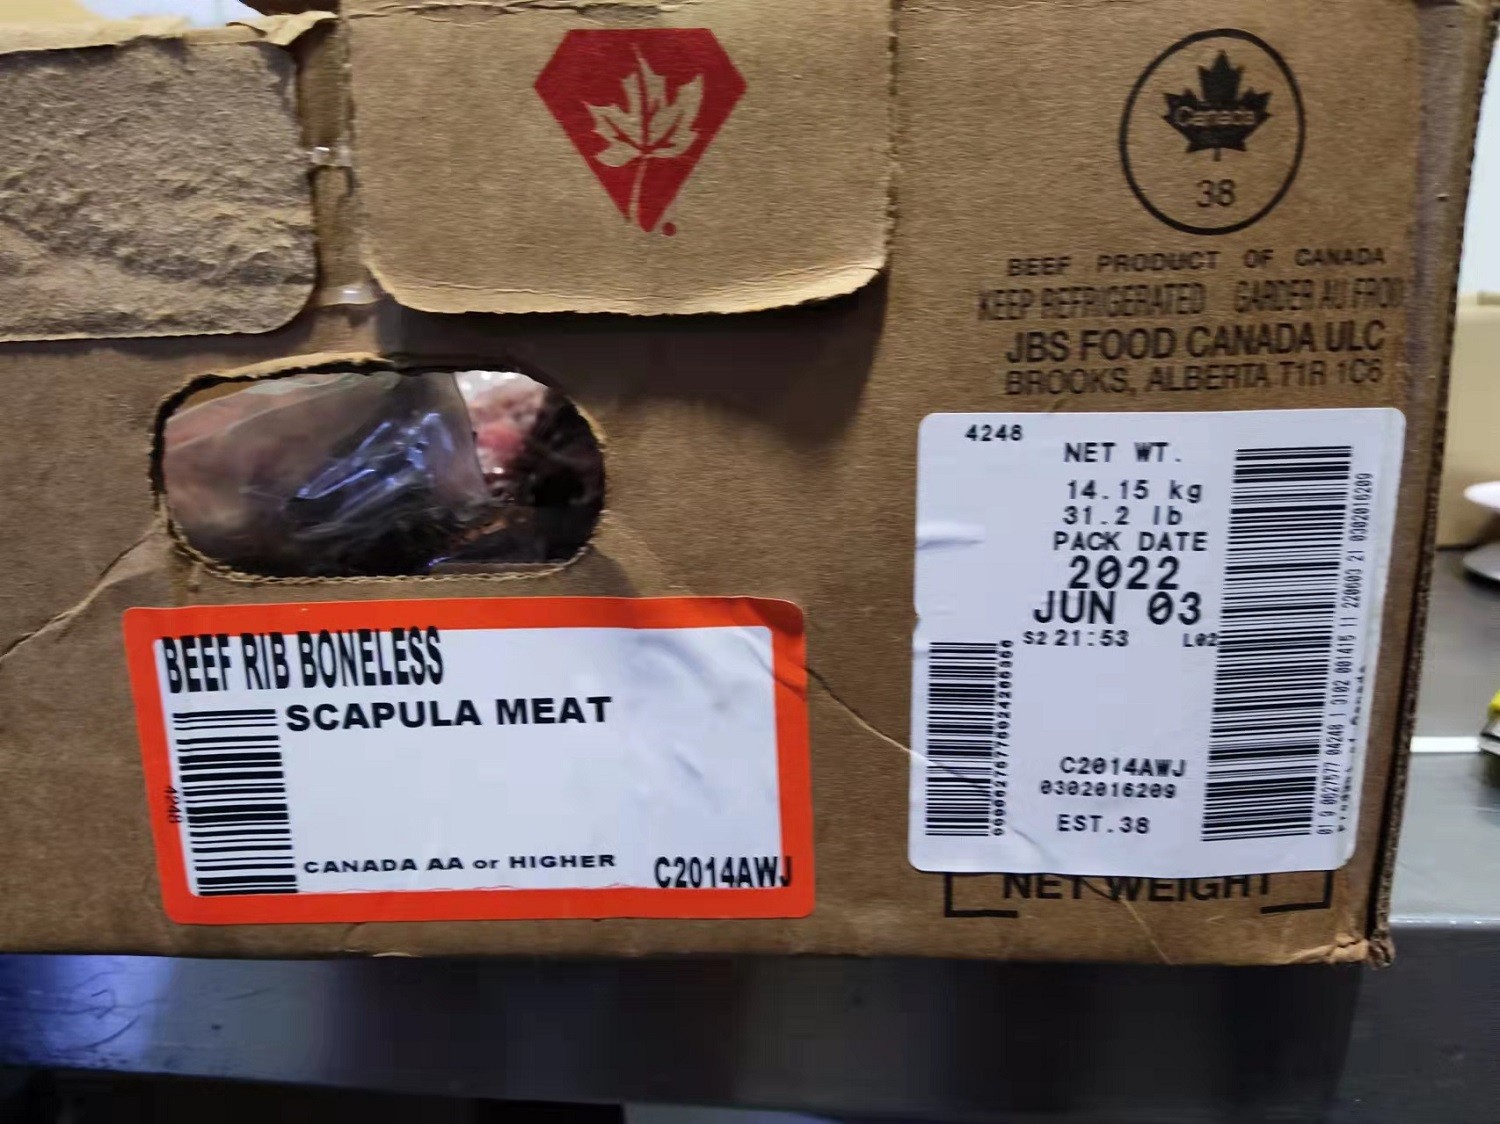 Canada
38
BEEF PRODUCT OF CANADA
KEEP REFRIGERATED GARDER AU FROID
JBS FOOD CANADA ULC
BROOKS, ALBERTA T1R 1C6
4248
NET WT.
14.15 kg
31.2 lb
PACK DATE
2022
JUN 03
S2 21:53 L02
C2014AWJ
0302016209
EST.38
NET WEIGHT
BEEF RIB BONELESS
SCAPULA MEAT
4248
CANADA AA or HIGHER
C2014AWJ